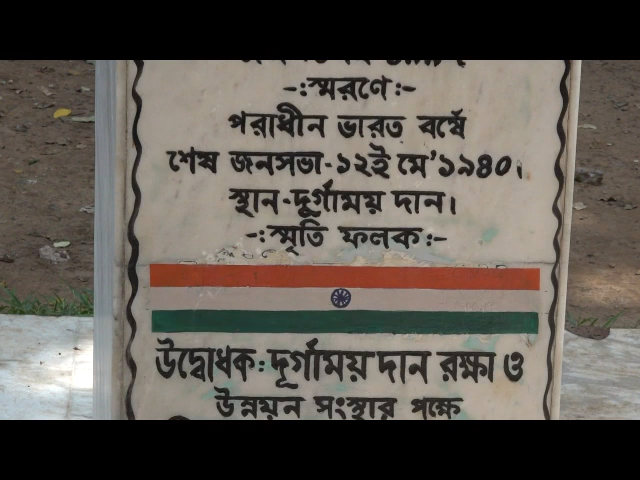 -:স্মরণে:-
পরাধীন ভারত বর্ষে
শেষ জনসভা-১২ই মে'১৯৪০।
স্থান-দূর্গাময় দান।
-:স্মৃতি ফলক:-
উদ্বোধক:দূর্গাময় দান রক্ষা ও
উন্নয়ন সংস্থার পক্ষে